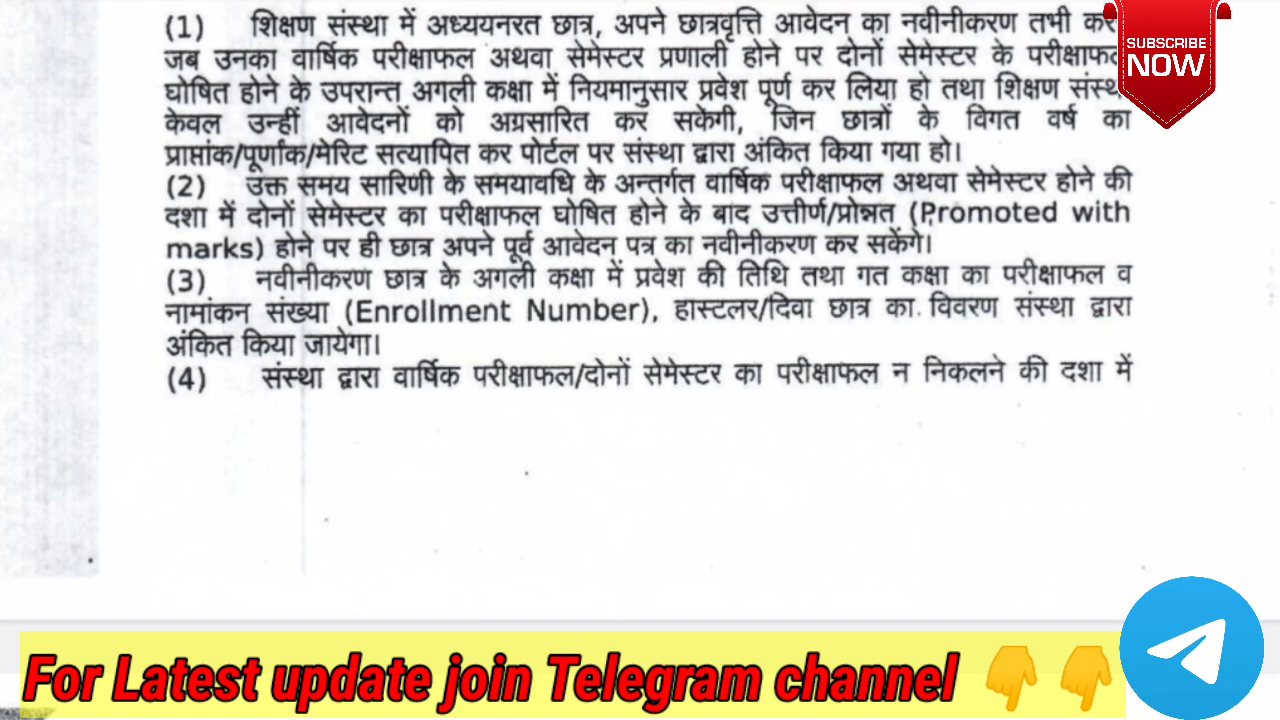 (1) शिक्षण संस्था में अध्ययनरत छात्र, अपने छात्रवृत्ति आवेदन का नवीनीकरण तभी
जब उनका वार्षिक परीक्षाफल अथवा सेमेस्टर प्रणाली होने पर दोनों सेमेस्टर के
घोषित होने के उपरान्त अगली कक्षा में नियमानुसार प्रवेश पूर्ण कर लिया हो तथा शिक्षण
केवल उन्हीं आवेदनों को अग्रसारित कर सकेगी, जिन छात्रों के विगत वर्ष का
प्राप्तांक/पूर्णांक/मेरिट सत्यापित कर पोर्टल पर संस्था द्वारा अंकित किया गया हो।
(2) उक्त समय सारिणी के समयावधि के अन्तर्गत वार्षिक परीक्षाफल अथवा सेमेस्टर होने की
दशा में दोनों सेमेस्टर का परीक्षाफल घोषित होने के बाद उत्तीर्ण/प्रोन्नत (Promoted with
marks) होने पर ही छात्र अपने पूर्व आवेदन पत्र का नवीनीकरण कर सकेंगे।
(3) नवीनीकरण छात्र के अगली कक्षा में प्रवेश की तिथि तथा गत कक्षा का परीक्षाफल व
नामांकन संख्या (Enrollment Number), हास्टलर/दिवा छात्र का विवरण संस्था द्वारा
अंकित किया जायेगा।
(4) संस्था द्वारा वार्षिक परीक्षाफल/दोनों सेमेस्टर का परीक्षाफल न निकलने की दशा में
SUBSCRIBE
NOW
For Latest update join Telegram channel